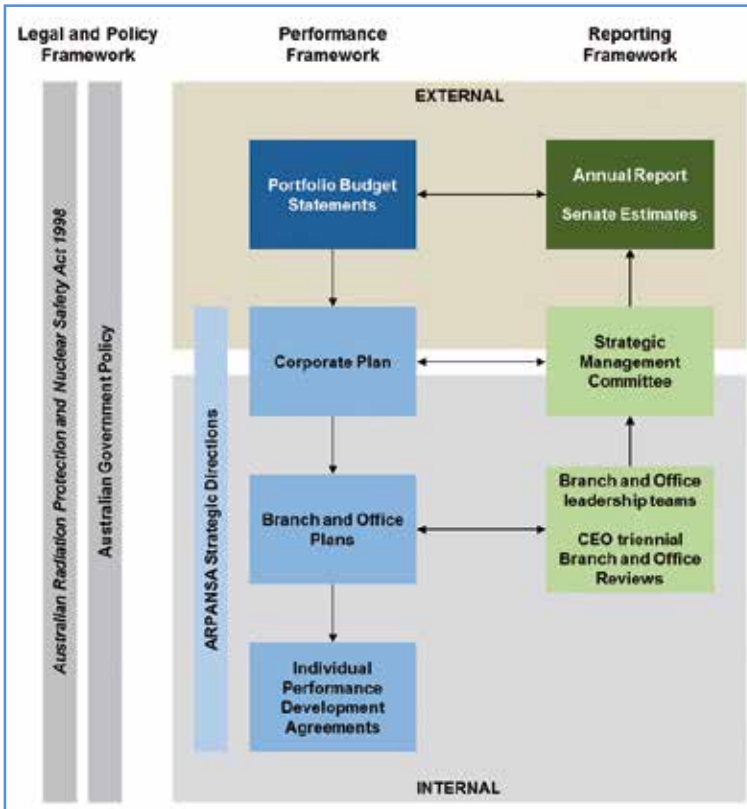 Legal and Policy
Framework
Performance
Framework
Reporting
Framework
Australian Radiation Protection and Nuclear Safety Act 1998
Australian Government Policy
EXTERNAL
Portfolio Budget
Statements
Annual Report
Senate Estimates
ARPANSA Strategic Directions
Corporate Plan
Strategic
Management
Committee
Branch and Office
Plans
Branch and Office
leadership teams
CEO triennial
Branch and Office
Reviews
Individual
Performance
Development
Agreements
INTERNAL